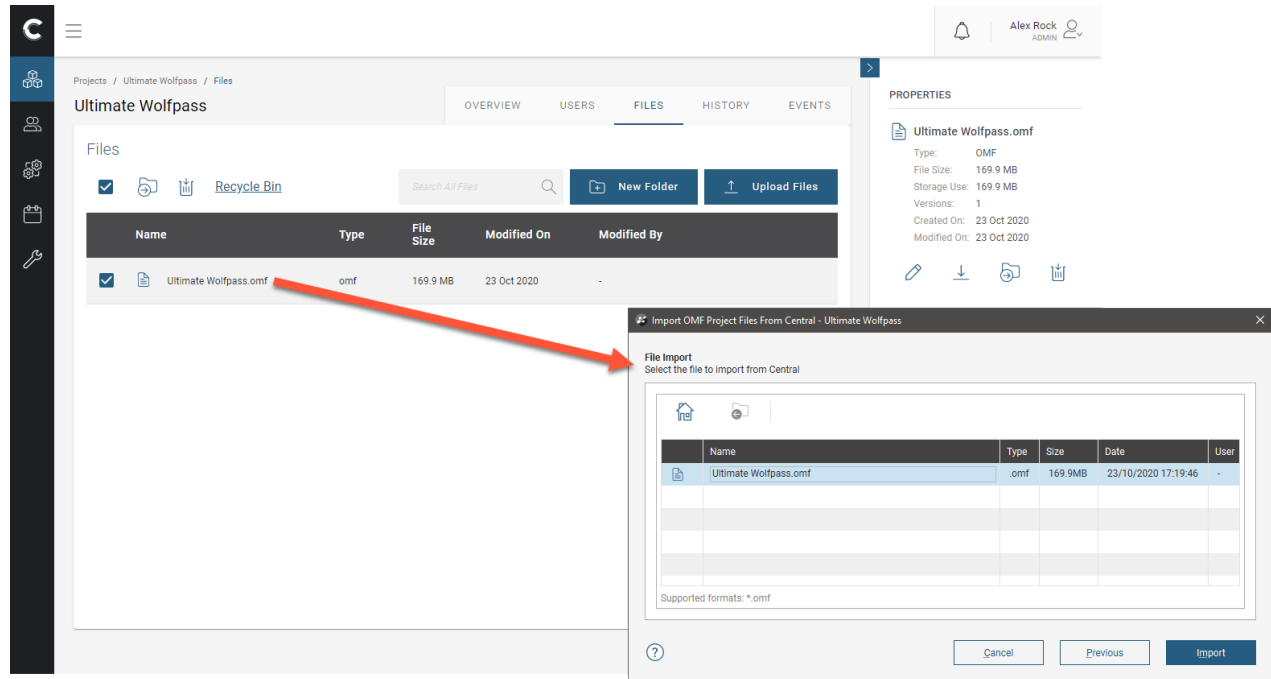 Alex Rock
ADMIN
Projects / Ultimate Wolfpass / Files
Ultimate Wolfpass
OVERVIEW USERS FILES HISTORY EVENTS
Files
Recycle Bin
Search All Files
New Folder
Upload Files
Name Type File Size Modified On Modified By
Ultimate Wolfpass.omf omf 169.9 MB 23 Oct 2020 -
PROPERTIES
Ultimate Wolfpass.omf
Type: OMF
File Size: 169.9 MB
Storage Use: 169.9 MB
Versions: 1
Created On: 23 Oct 2020
Modified On: 23 Oct 2020
Import OMF Project Files From Central - Ultimate Wolfpass
File Import
Select the file to import from Central
Name Type Size Date User
Ultimate Wolfpass.omf .omf 169.9MB 23/10/2020 17:19:46 -
Supported formats: *.omf
Cancel Previous Import